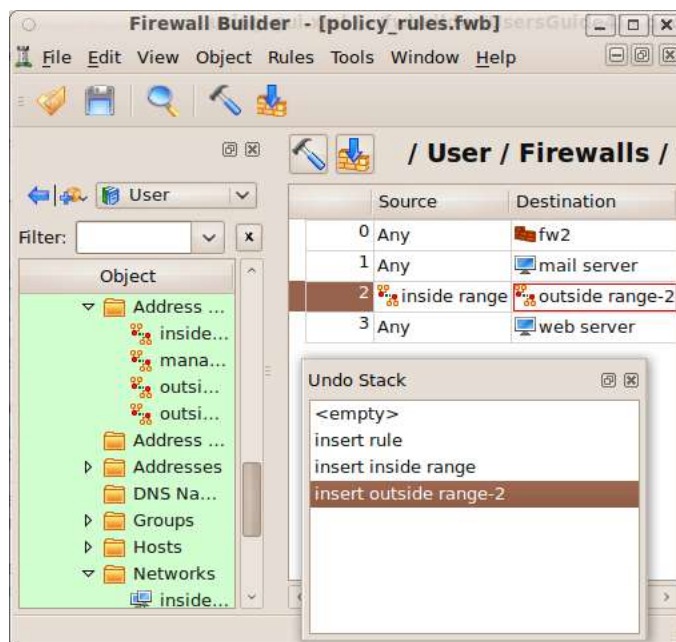 Firewall Builder - [policy_rules.fwb]
File Edit View Object Rules Tools Window Help
/ User / Firewalls /
User
Filter:
x
Object
Address ...
inside...
mana...
outsi...
outsi...
Address ...
Addresses
DNS Na...
Groups
Hosts
Networks
inside...
Source Destination
0 Any fw2
1 Any mail server
2 inside range outside range-2
3 Any web server
Undo Stack
<empty>
insert rule
insert inside range
insert outside range-2